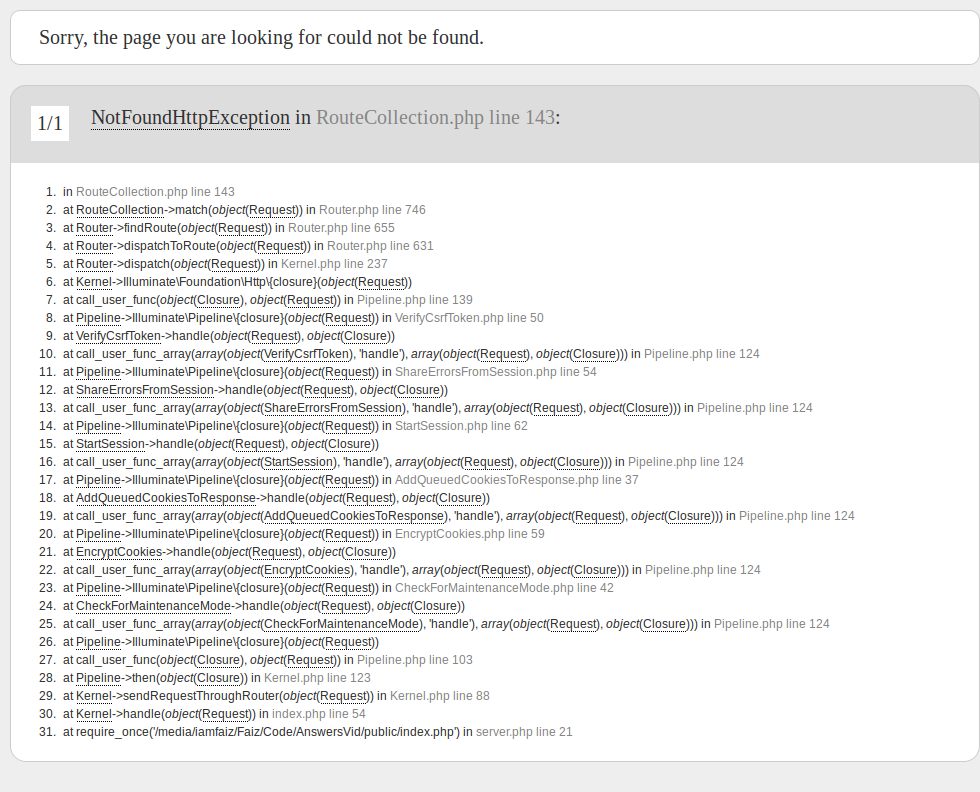 Sorry, the page you are looking for could not be found.
1/1 NotFoundHttpException in RouteCollection.php line 143:
1. in RouteCollection.php line 143
2. at RouteCollection->match(object(Request)) in Router.php line 746
3. at Router->findRoute(object(Request)) in Router.php line 655
4. at Router->dispatchToRoute(object(Request)) in Router.php line 631
5. at Router->dispatch(object(Request)) in Kernel.php line 237
6. at Kernel->Illuminate\Foundation\Http\{closure}(object(Request))
7. at call_user_func(object(Closure), object(Request)) in Pipeline.php line 139
8. at Pipeline->Illuminate\Pipeline\{closure}(object(Request)) in VerifyCsrfToken.php line 50
9. at VerifyCsrfToken->handle(object(Request), object(Closure))
10. at call_user_func_array(array(object(VerifyCsrfToken), 'handle'), array(object(Request), object(Closure))) in Pipeline.php line 124
11. at Pipeline->Illuminate\Pipeline\{closure}(object(Request)) in ShareErrorsFromSession.php line 54
12. at ShareErrorsFromSession->handle(object(Request), object(Closure))
13. at call_user_func_array(array(object(ShareErrorsFromSession), 'handle'), array(object(Request), object(Closure))) in Pipeline.php line 124
14. at Pipeline->Illuminate\Pipeline\{closure}(object(Request)) in StartSession.php line 62
15. at StartSession->handle(object(Request), object(Closure))
16. at call_user_func_array(array(object(StartSession), 'handle'), array(object(Request), object(Closure))) in Pipeline.php line 124
17. at Pipeline->Illuminate\Pipeline\{closure}(object(Request)) in AddQueuedCookiesToResponse.php line 37
18. at AddQueuedCookiesToResponse->handle(object(Request), object(Closure))
19. at call_user_func_array(array(object(AddQueuedCookiesToResponse), 'handle'), array(object(Request), object(Closure))) in Pipeline.php line 124
20. at Pipeline->Illuminate\Pipeline\{closure}(object(Request)) in EncryptCookies.php line 59
21. at EncryptCookies->handle(object(Request), object(Closure))
22. at call_user_func_array(array(object(EncryptCookies), 'handle'), array(object(Request), object(Closure))) in Pipeline.php line 124
23. at Pipeline->Illuminate\Pipeline\{closure}(object(Request)) in CheckForMaintenanceMode.php line 42
24. at CheckForMaintenanceMode->handle(object(Request), object(Closure))
25. at call_user_func_array(array(object(CheckForMaintenanceMode), 'handle'), array(object(Request), object(Closure))) in Pipeline.php line 124
26. at Pipeline->Illuminate\Pipeline\{closure}(object(Request))
27. at call_user_func(object(Closure), object(Request)) in Pipeline.php line 103
28. at Pipeline->then(object(Closure)) in Kernel.php line 123
29. at Kernel->sendRequestThroughRouter(object(Request)) in Kernel.php line 88
30. at Kernel->handle(object(Request)) in index.php line 54
31. at require_once('/media/iamfaiz/Faiz/Code/AnswersVid/public/index.php') in server.php line 21